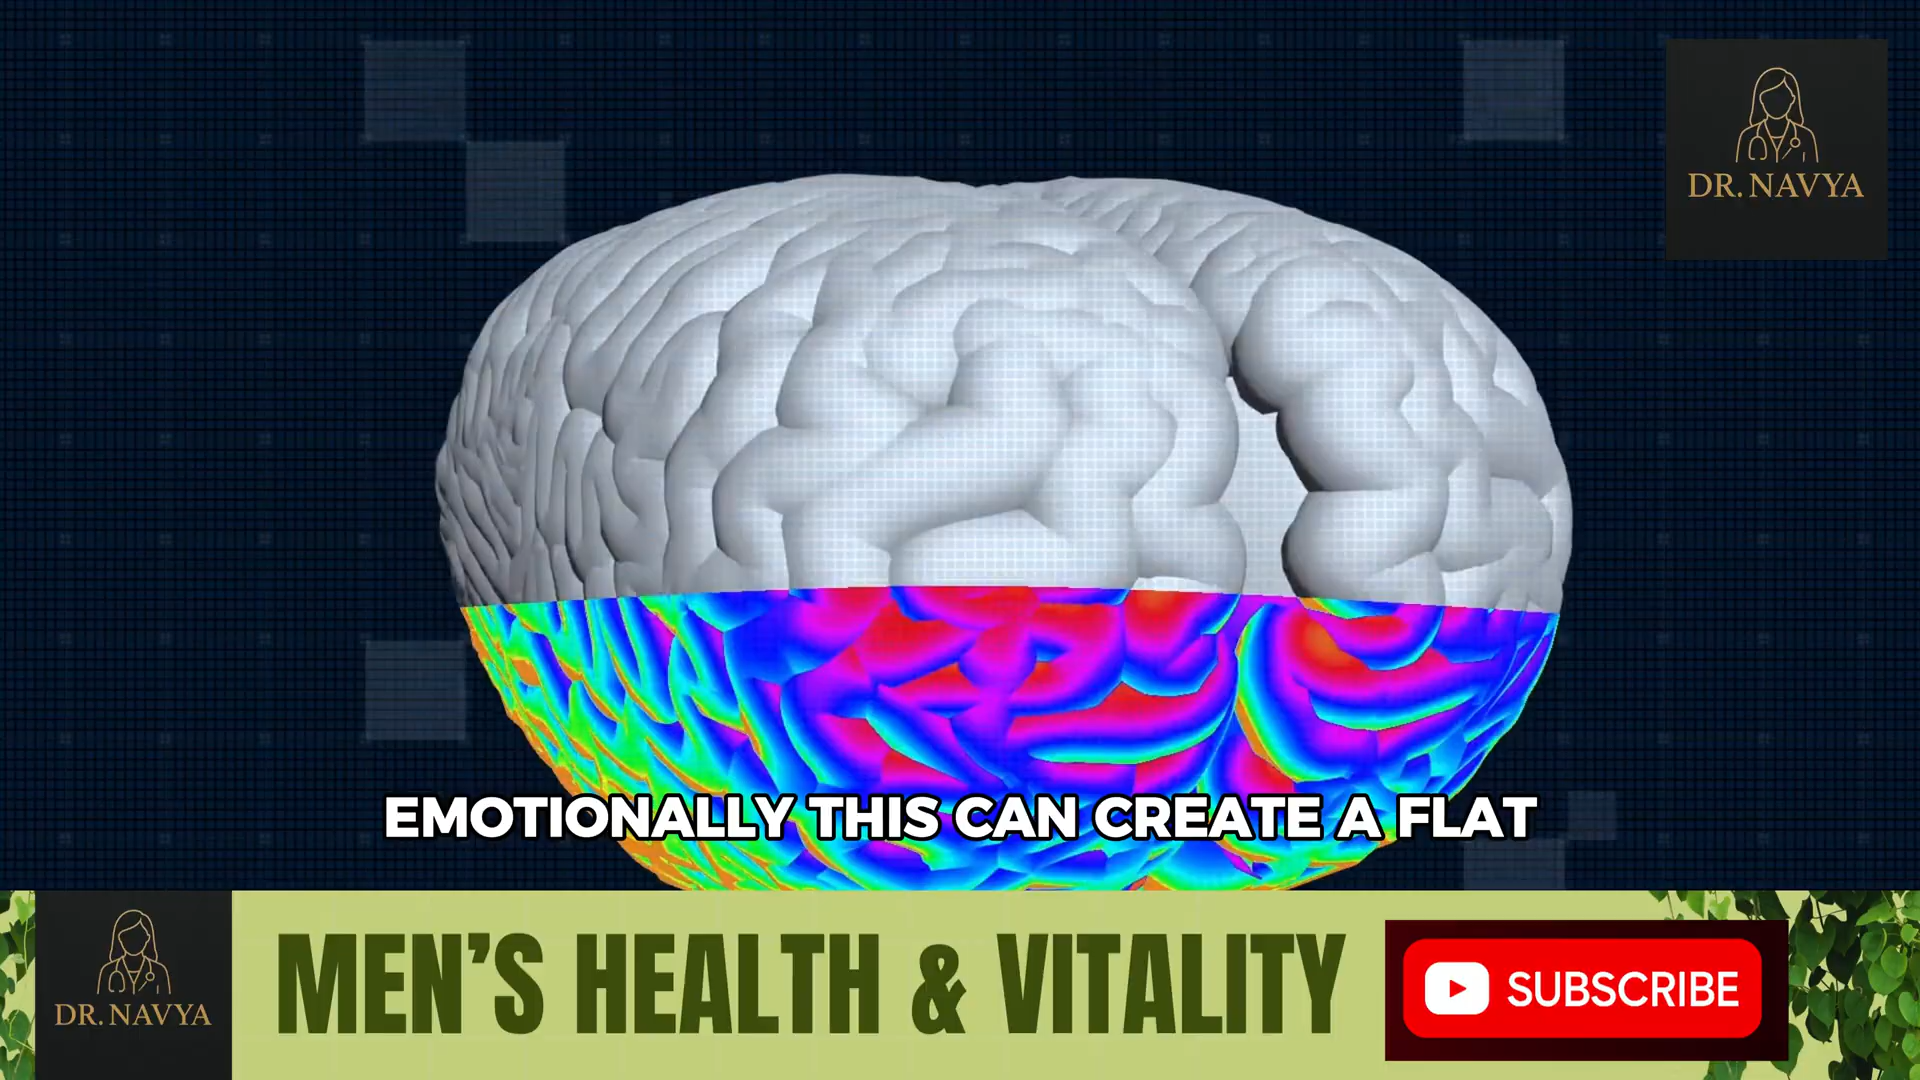 DR. NAVYA
EMOTIONALLY THIS CAN CREATE A FLAT
DR. NAVYA
MEN'S HEALTH & VITALITY
SUBSCRIBE